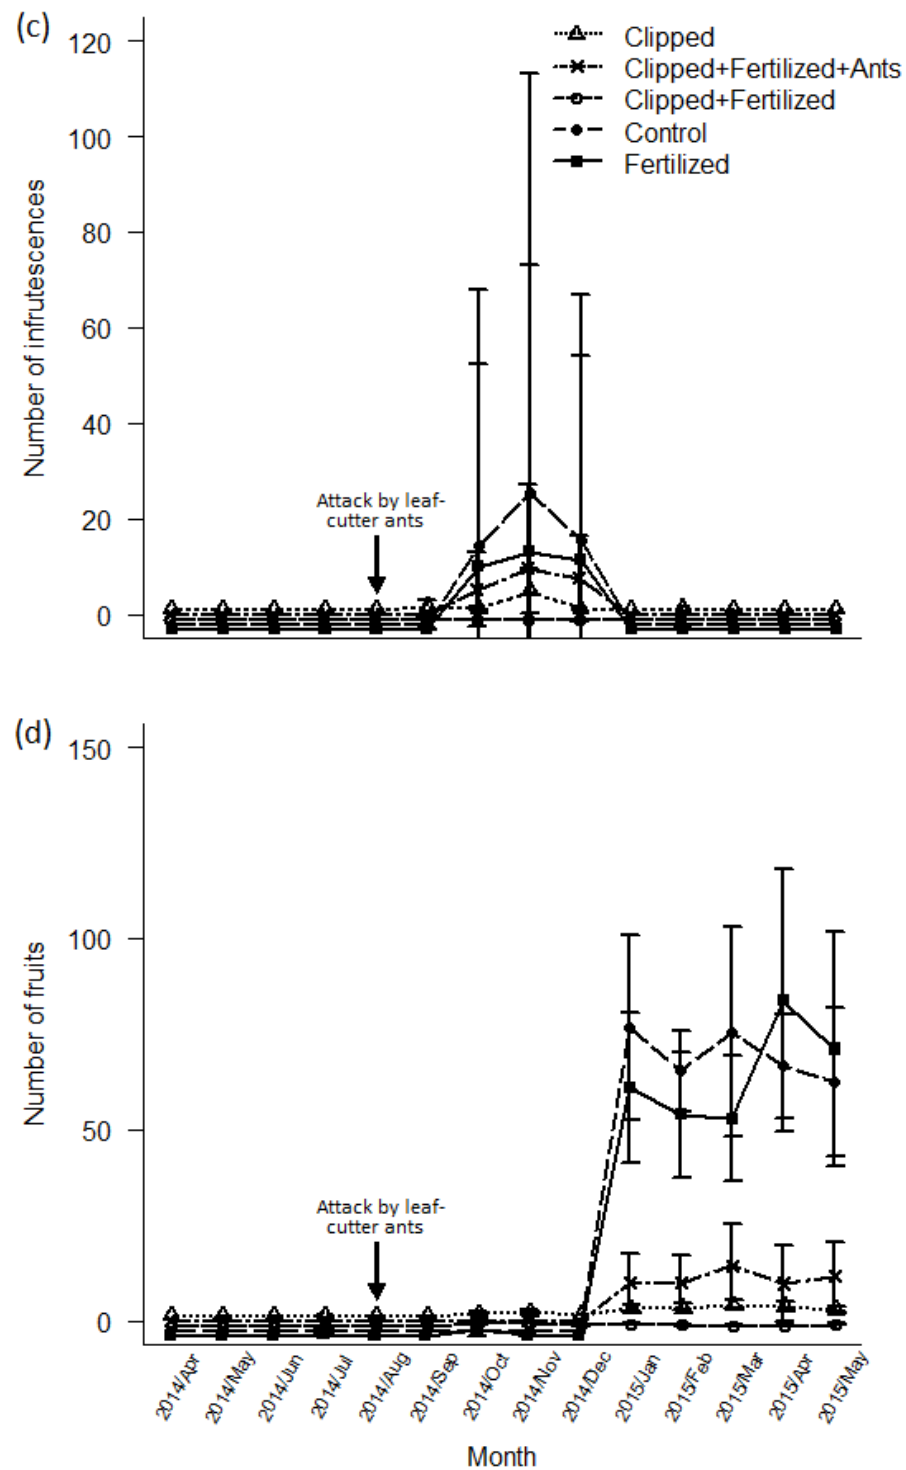 (c)
120
100
80
60
40
20
0
Number of infrutescences
Clipped
Clipped+Fertilized+Ants
Clipped+Fertilized
Control
Fertilized
Attack by leaf-
cutter ants
(d)
150
100
50
0
Number of fruits
Attack by leaf-
cutter ants
2014/Apr
2014/May
2014/Jun
2014/Jul
2014/Aug
2014/Sep
2014/Oct
2014/Nov
2014/Dec
2015/Jan
2015/Feb
2015/Mar
2015/Apr
2015/May
Month